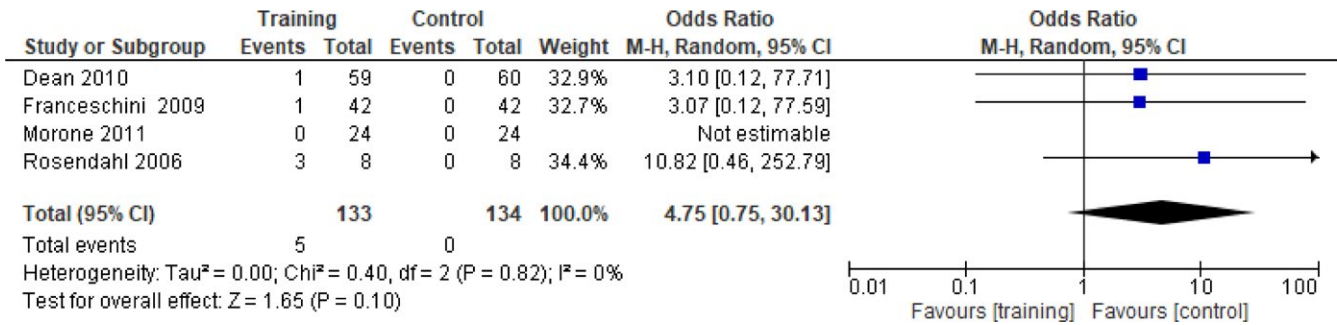 Training Control Odds Ratio Odds Ratio
Study or Subgroup Events Total Events Total Weight M-H, Random, 95% CI M-H, Random, 95% CI
Dean 2010 1 59 0 60 32.9% 3.10 [0.12, 77.71]
Franceschini 2009 1 42 0 42 32.7% 3.07 [0.12, 77.59]
Morone 2011 0 24 0 24 Not estimable
Rosendahl 2006 3 8 0 8 34.4% 10.82 [0.46, 252.79]
Total (95% CI) 133 134 100.0% 4.75 [0.75, 30.13]
Total events 5 0
Heterogeneity: Tau² = 0.00; Chi² = 0.40, df = 2 (P = 0.82); I² = 0%
Test for overall effect: Z = 1.65 (P = 0.10)
0.01 0.1 1 10 100
Favours [training] Favours [control]